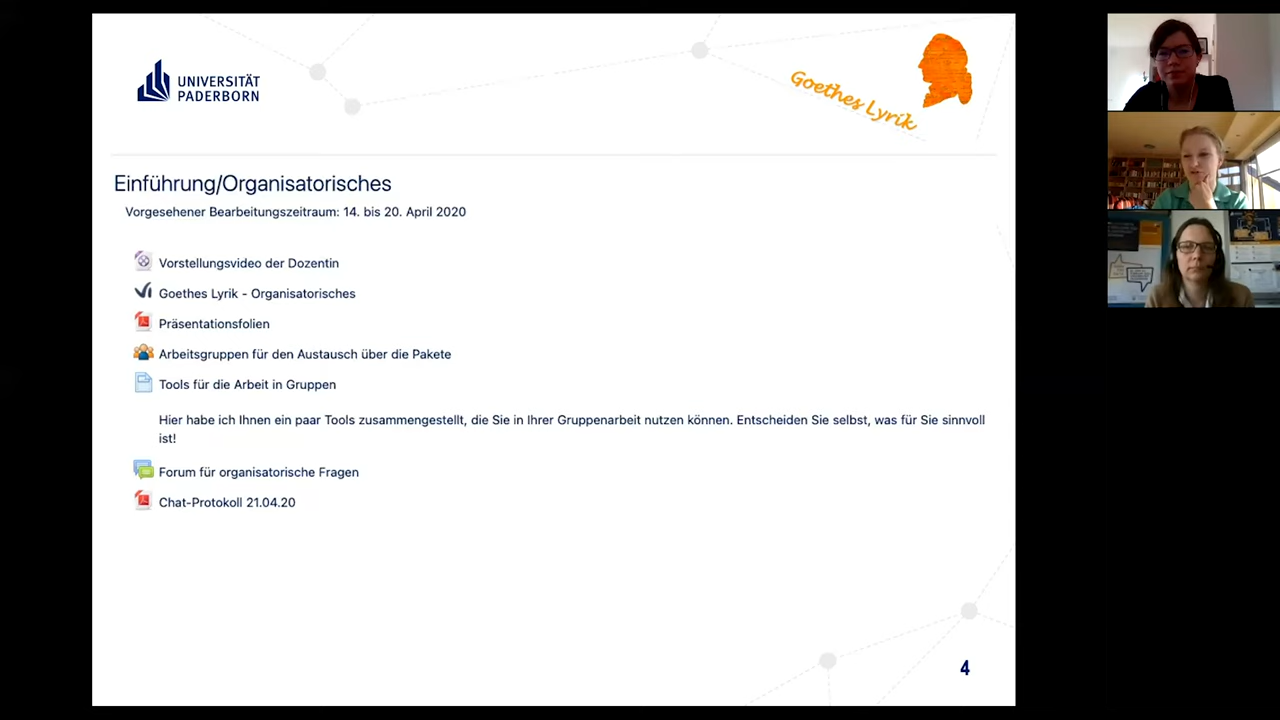 UNIVERSITÄT
PADERBORN
Goethes Lyrik
Einführung/Organisatorisches
Vorgesehener Bearbeitungszeitraum: 14. bis 20. April 2020
Vorstellungsvideo der Dozentin
Goethes Lyrik - Organisatorisches
Präsentationsfolien
Arbeitsgruppen für den Austausch über die Pakete
Tools für die Arbeit in Gruppen
Hier habe ich Ihnen ein paar Tools zusammengestellt, die Sie in Ihrer Gruppenarbeit nutzen können. Entscheiden Sie selbst, was für Sie sinnvoll
ist!
Forum für organisatorische Fragen
Chat-Protokoll 21.04.20
4